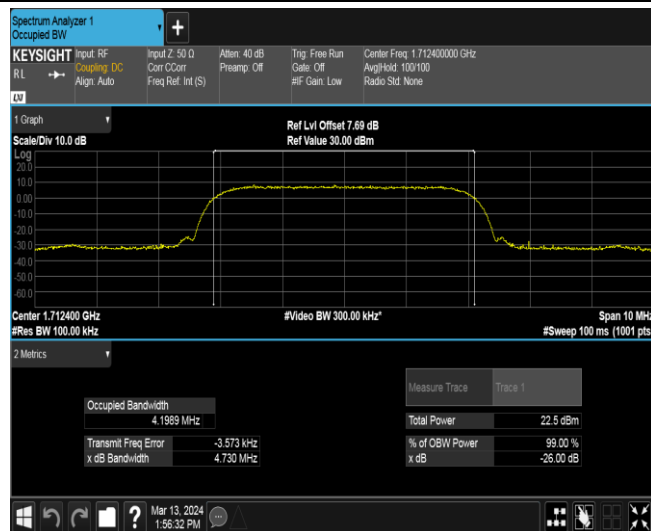 Spectrum Analyzer 1
Occupied BW
+
KEYSIGHT Input: RF Input Z: 50 Ω Atten: 40 dB Trig: Free Run Center Freq: 1.712400000 GHz
RL Coupling: DC Corr CCorr Preamp: Off Gate: Off Avg|Hold: 100/100
Align: Auto Freq Ref: Int (S) #IF Gain: Low Radio Std: None
LXI
1 Graph Ref Lvl Offset 7.69 dB
Scale/Div 10.0 dB Ref Value 30.00 dBm
Log
20.0
10.0
0.00
-10.0
-20.0
-30.0
-40.0
-50.0
-60.0
Center 1.712400 GHz #Video BW 300.00 kHz* Span 10 MHz
#Res BW 100.00 kHz #Sweep 100 ms (1001 pts
2 Metrics
Measure Trace Trace 1
Occupied Bandwidth
4.1989 MHz Total Power 22.5 dBm
Transmit Freq Error -3.573 kHz % of OBW Power 99.00 %
x dB Bandwidth 4.730 MHz x dB -26.00 dB
? Mar 13, 2024
1:56:32 PM